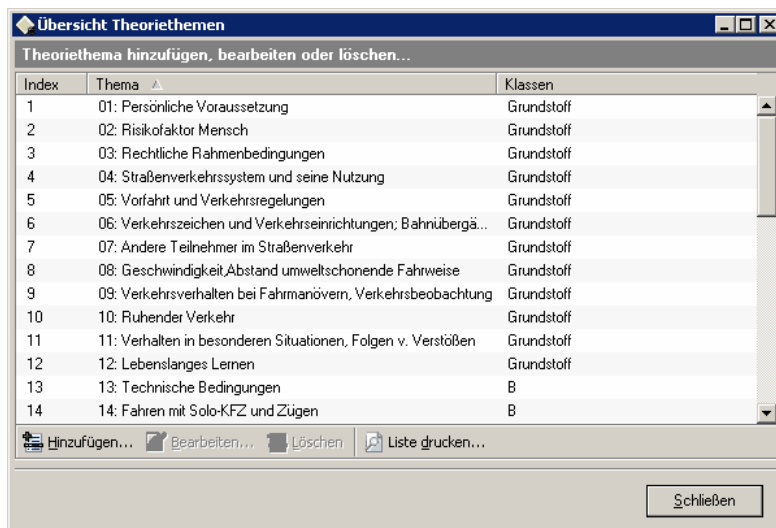 Übersicht Theoriethemen
Theoriethema hinzufügen, bearbeiten oder löschen...
Index Thema Klassen
1 01: Persönliche Voraussetzung Grundstoff
2 02: Risikofaktor Mensch Grundstoff
3 03: Rechtliche Rahmenbedingungen Grundstoff
4 04: Straßenverkehrssystem und seine Nutzung Grundstoff
5 05: Vorfahrt und Verkehrsregelungen Grundstoff
6 06: Verkehrszeichen und Verkehrseinrichtungen; Bahnübergä... Grundstoff
7 07: Andere Teilnehmer im Straßenverkehr Grundstoff
8 08: Geschwindigkeit,Abstand umweltschonende Fahrweise Grundstoff
9 09: Verkehrsverhalten bei Fahrmanövern, Verkehrsbeobachtung Grundstoff
10 10: Ruhender Verkehr Grundstoff
11 11: Verhalten in besonderen Situationen, Folgen v. Verstößen Grundstoff
12 12: Lebenslanges Lernen Grundstoff
13 13: Technische Bedingungen B
14 14: Fahren mit Solo-KFZ und Zügen B
Hinzufügen... Bearbeiten... Löschen Liste drucken...
Schließen